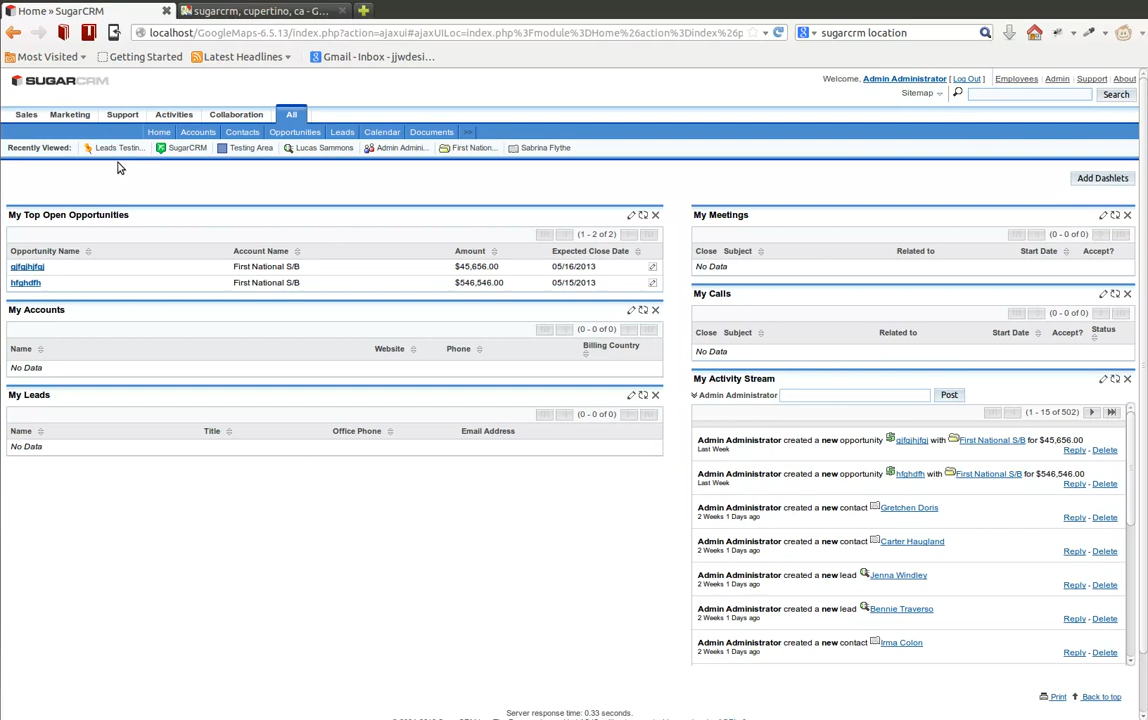 Home » SugarCRM
sugarcrm, cupertino, ca - G...
localhost/GoogleMaps-6.5.13/index.php?action=ajaxui#ajaxUILoc=index.php%3Fmodule%3DHome%26action%3Dindex%26p
sugarcrm location
Most Visited
Getting Started
Latest Headlines
Gmail - Inbox - jjwdesi...
SUGARCRM
Welcome, Admin Administrator [ Log Out ] Employees Admin Support About
Sitemap
Search
Sales Marketing Support Activities Collaboration All
Home Accounts Contacts Opportunities Leads Calendar Documents >>
Recently Viewed: Leads Testin... SugarCRM Testing Area Lucas Sammons Admin Admini... First Nation... Sabrina Flythe
Add Dashlets
My Top Open Opportunities
(1 - 2 of 2)
Opportunity Name Account Name Amount Expected Close Date
First National S/B $45,656.00 05/16/2013
hfghdfh First National S/B $546,546.00 05/15/2013
My Accounts
(0 - 0 of 0)
Name Website Phone Billing Country
No Data
My Leads
(0 - 0 of 0)
Name Title Office Phone Email Address
No Data
My Meetings
(0 - 0 of 0)
Close Subject Related to Start Date Accept?
No Data
My Calls
(0 - 0 of 0)
Close Subject Related to Start Date Accept? Status
No Data
My Activity Stream
Admin Administrator Post
(1 - 15 of 502)
Admin Administrator created a new opportunity with First National S/B for $45,656.00
Last Week Reply - Delete
Admin Administrator created a new opportunity hfghdfh with First National S/B for $546,546.00
Last Week Reply - Delete
Admin Administrator created a new contact Gretchen Doris
2 Weeks 1 Days ago Reply - Delete
Admin Administrator created a new contact Carter Haugland
2 Weeks 1 Days ago Reply - Delete
Admin Administrator created a new lead Jenna Windley
2 Weeks 1 Days ago Reply - Delete
Admin Administrator created a new lead Bennie Traverso
2 Weeks 1 Days ago Reply - Delete
Admin Administrator created a new contact Irma Colon
2 Weeks 1 Days ago Reply - Delete
Print Back to top
Server response time: 0.33 seconds.